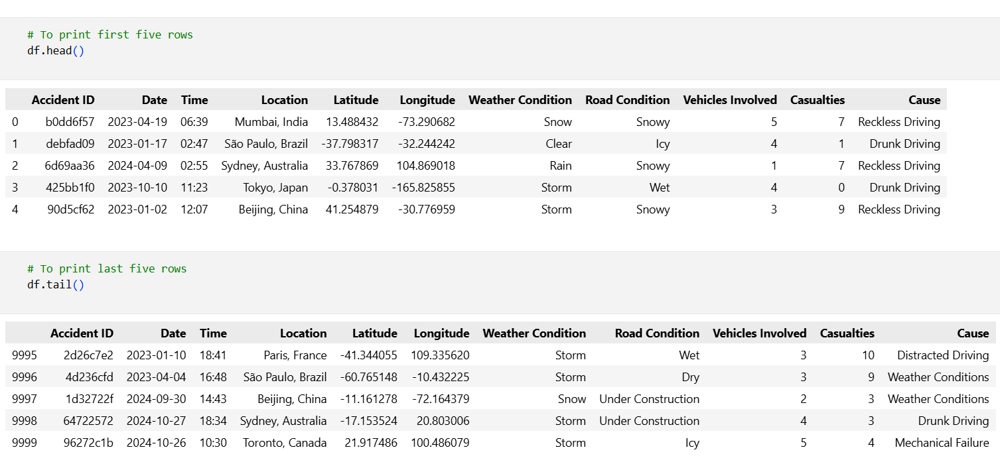 # To print first five rows
df.head()
Accident ID Date Time Location Latitude Longitude Weather Condition Road Condition Vehicles Involved Casualties Cause
0 b0dd6f57 2023-04-19 06:39 Mumbai, India 13.488432 -73.290682 Snow Snowy 5 7 Reckless Driving
1 debfad09 2023-01-17 02:47 São Paulo, Brazil -37.798317 -32.244242 Clear Icy 4 1 Drunk Driving
2 6d69aa36 2024-04-09 02:55 Sydney, Australia 33.767869 104.869018 Rain Snowy 1 7 Reckless Driving
3 425bb1f0 2023-10-10 11:23 Tokyo, Japan -0.378031 -165.825855 Storm Wet 4 0 Drunk Driving
4 90d5cf62 2023-01-02 12:07 Beijing, China 41.254879 -30.776959 Storm Snowy 3 9 Reckless Driving
# To print last five rows
df.tail()
Accident ID Date Time Location Latitude Longitude Weather Condition Road Condition Vehicles Involved Casualties Cause
9995 2d26c7e2 2023-01-10 18:41 Paris, France -41.344055 109.335620 Storm Wet 3 10 Distracted Driving
9996 4d236cfd 2023-04-04 16:48 São Paulo, Brazil -60.765148 -10.432225 Storm Dry 3 9 Weather Conditions
9997 1d32722f 2024-09-30 14:43 Beijing, China -11.161278 -72.164379 Snow Under Construction 2 3 Weather Conditions
9998 64722572 2024-10-27 18:34 Sydney, Australia -17.153524 20.803006 Storm Under Construction 4 3 Drunk Driving
9999 96272c1b 2024-10-26 10:30 Toronto, Canada 21.917486 100.486079 Storm Icy 5 4 Mechanical Failure